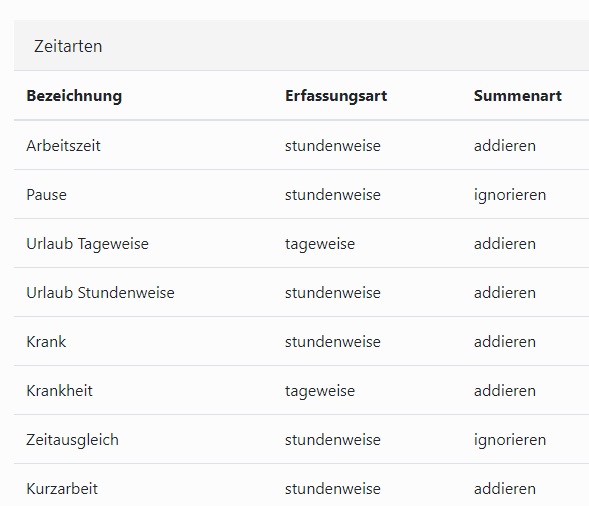 Zeitarten
Bezeichnung Erfassungsart Summenart
Arbeitszeit stundenweise addieren
Pause stundenweise ignorieren
Urlaub Tageweise tageweise addieren
Urlaub Stundenweise stundenweise addieren
Krank stundenweise addieren
Krankheit tageweise addieren
Zeitausgleich stundenweise ignorieren
Kurzarbeit stundenweise addieren